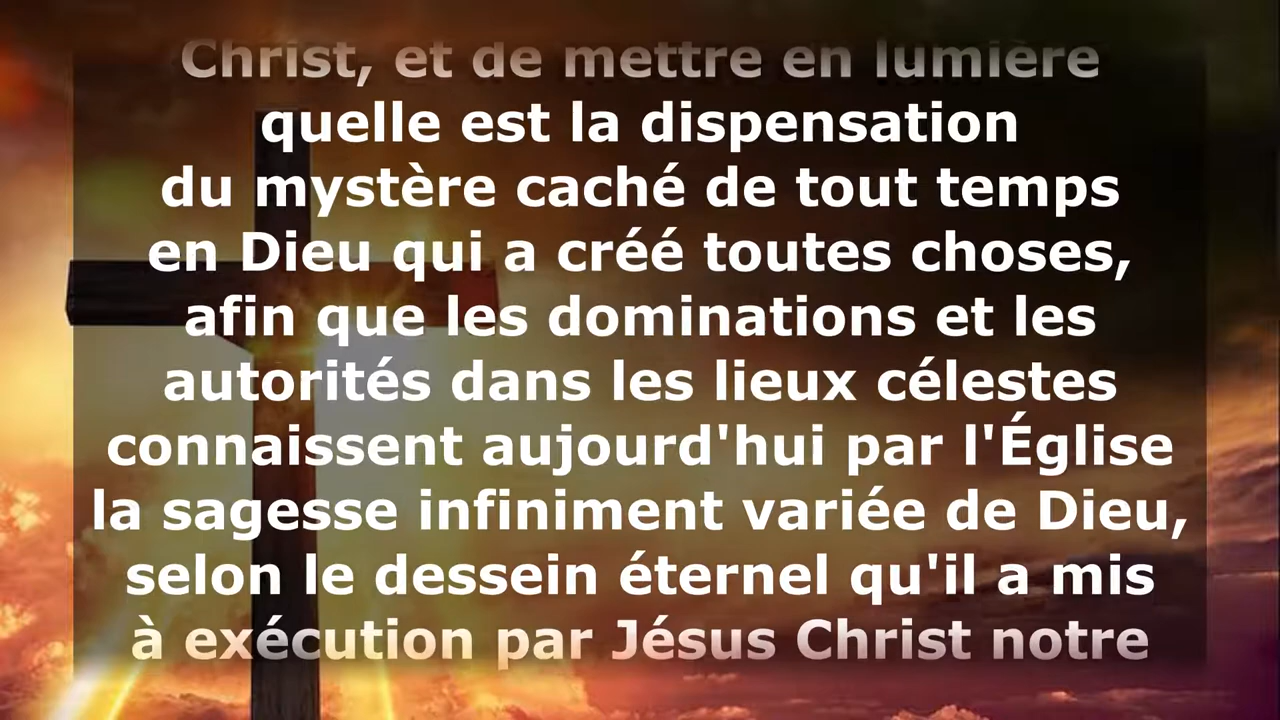 Christ, et de mettre en lumière
quelle est la dispensation
du mystère caché de tout temps
en Dieu qui a créé toutes choses,
afin que les dominations et les
autorités dans les lieux célestes
connaissent aujourd'hui par l'Église
la sagesse infiniment variée de Dieu,
selon le dessein éternel qu'il a mis
à exécution par Jésus Christ notre